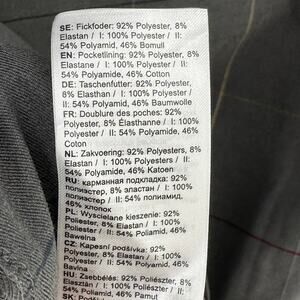 SE: Fickfoder: 92% Polyester, 8%
Elastan / I: 100% Polyester / II:
54% Polyamid, 46% Bomull
EN: Pocketlining: 92% Polyester, 8%
Elastane / I: 100% Polyester / II:
54% Polyamide, 46% Cotton
DE: Taschenfutter: 92% Polyester,
8% Elasthan / I: 100% Polyester /
II: 54% Polyamide, 46% Baumwolle
FR: Doublure des poches: 92%
Polyester, 8% Élasthanne / I: 100%
Polyester / II: 54% Polyamide, 46%
Coton
NL: Zakvoering: 92% Polyesters, 8%
Elastan / I: 100% Polyesters / II:
54% Polyamide, 46% Katoen
RU: карманная подкладка: 92%
полиэстер, 8% эластан / I: 100%
полиэстер / II: 54% полиамид,
46% хлопок
PL: Wyscielane kieszenie: 92%
Poliester, 8% Elastan / I: 100%
Poliester / II: 54% Poliamid, 46%
Bawełna
CZ: Kapesní podšívka: 92%
Polyester, 8% Elastan / I: 100%
Polyester / II: 54% Polyamid, 46%
Bavlna
HU: Zsebbélés: 92% Poliészter, 8%
Elasztán / I: 100% Poliészter / II:
54% Poliamid, 46% Pamut
SK: